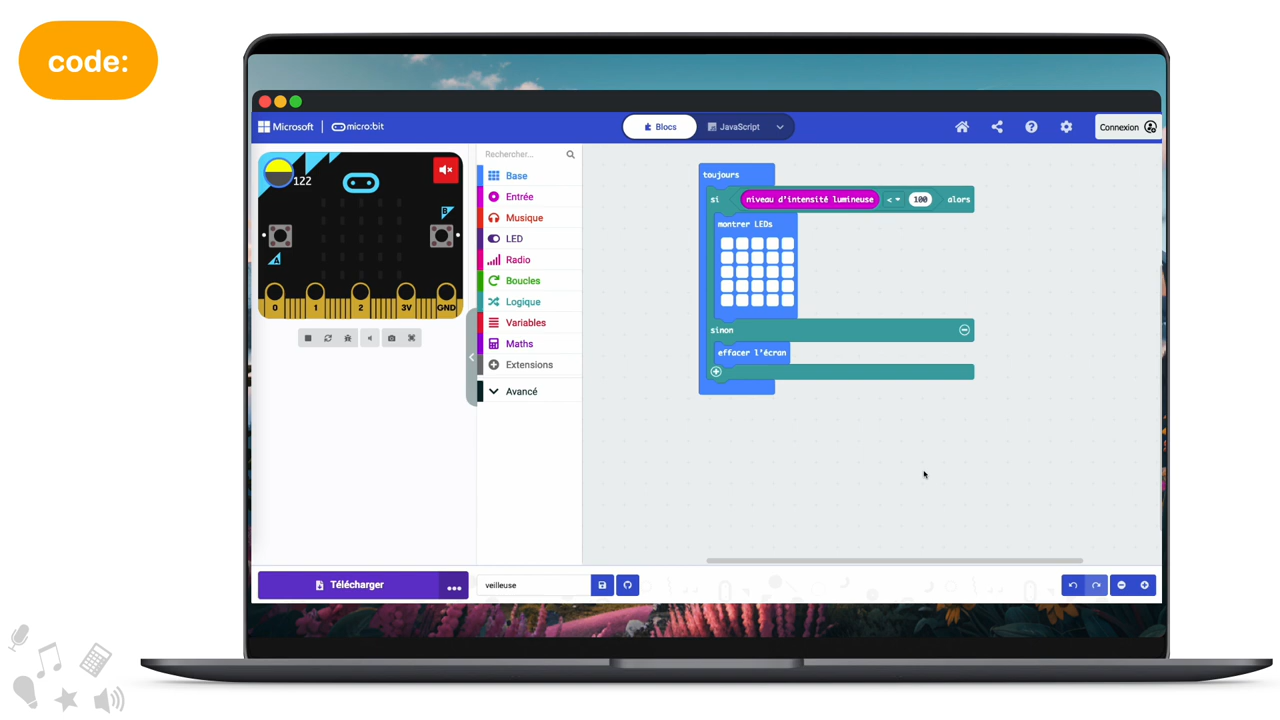 code:
Microsoft | micro:bit
Blocs
JavaScript
Connexion
122
B
A
0 1 2 3V GND
Rechercher...
Base
Entrée
Musique
LED
Radio
Boucles
Logique
Variables
Maths
Extensions
Avancé
toujours
si niveau d'intensité lumineuse < 100 alors
montrer LEDs
sinon
effacer l'écran
Télécharger
veilleuse